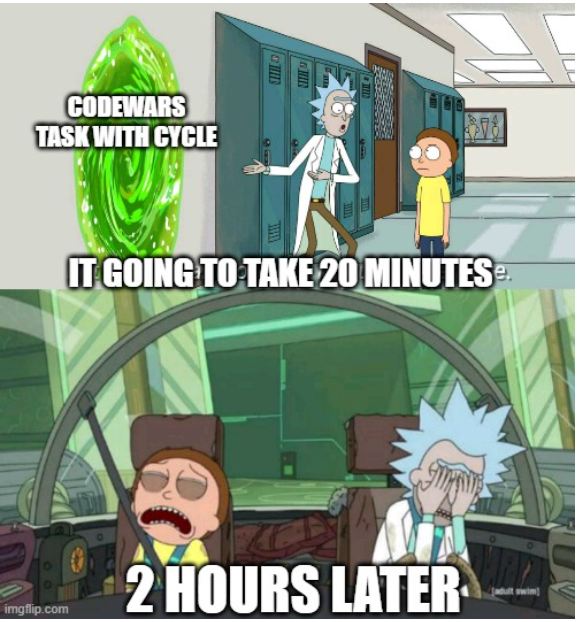 CODEWARS
TASK WITH CYCLE
IT GOING TO TAKE 20 MINUTES
2 HOURS LATER
[adult swim]
imgflip.com